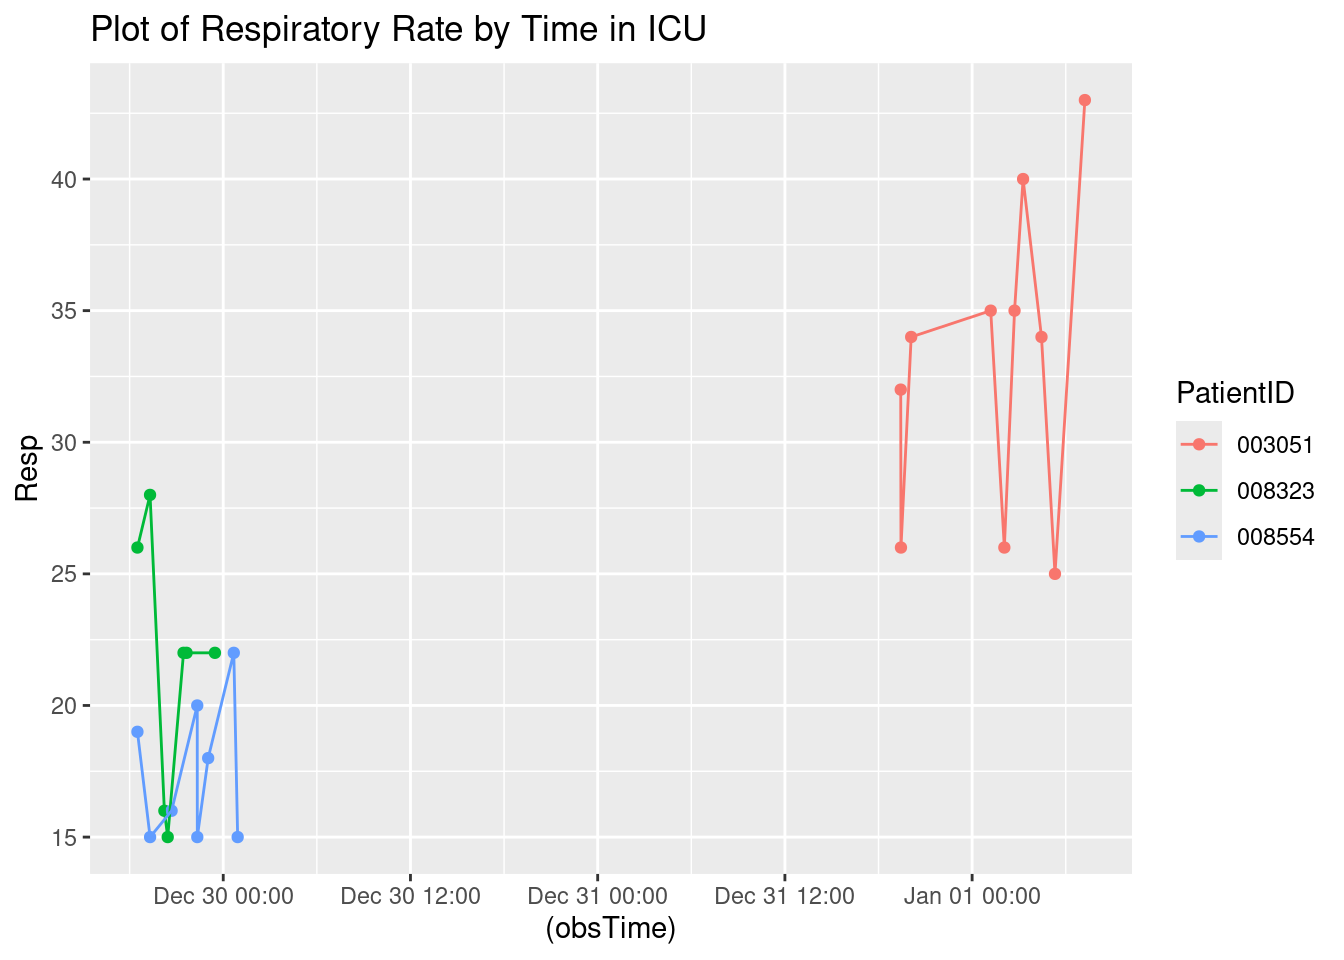 Plot of Respiratory Rate by Time in ICU
Resp
40
35
30
25
20
15
Dec 30 00:00 Dec 30 12:00 Dec 31 00:00 Dec 31 12:00 Jan 01 00:00
(obsTime)
PatientID
003051
008323
008554